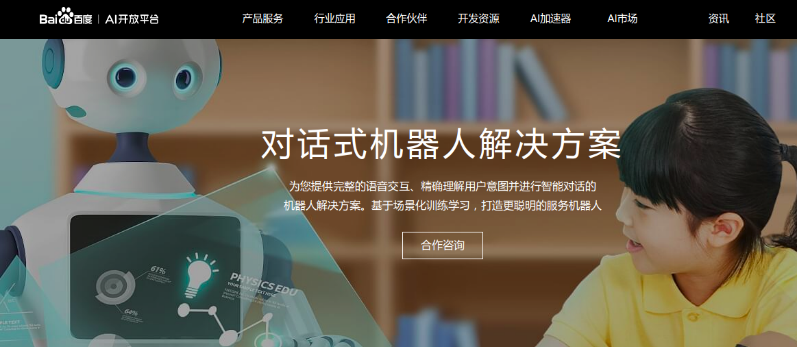 Bai du 百度 | AI开放平台
产品服务 行业应用 合作伙伴 开发资源 AI加速器 AI市场 资讯 社区
对话式机器人解决方案
为您提供完整的语音交互、精确理解用户意图并进行智能对话的
机器人解决方案。基于场景化训练学习，打造更聪明的服务机器人
合作咨询
61%
PHYSICS EDU
64%